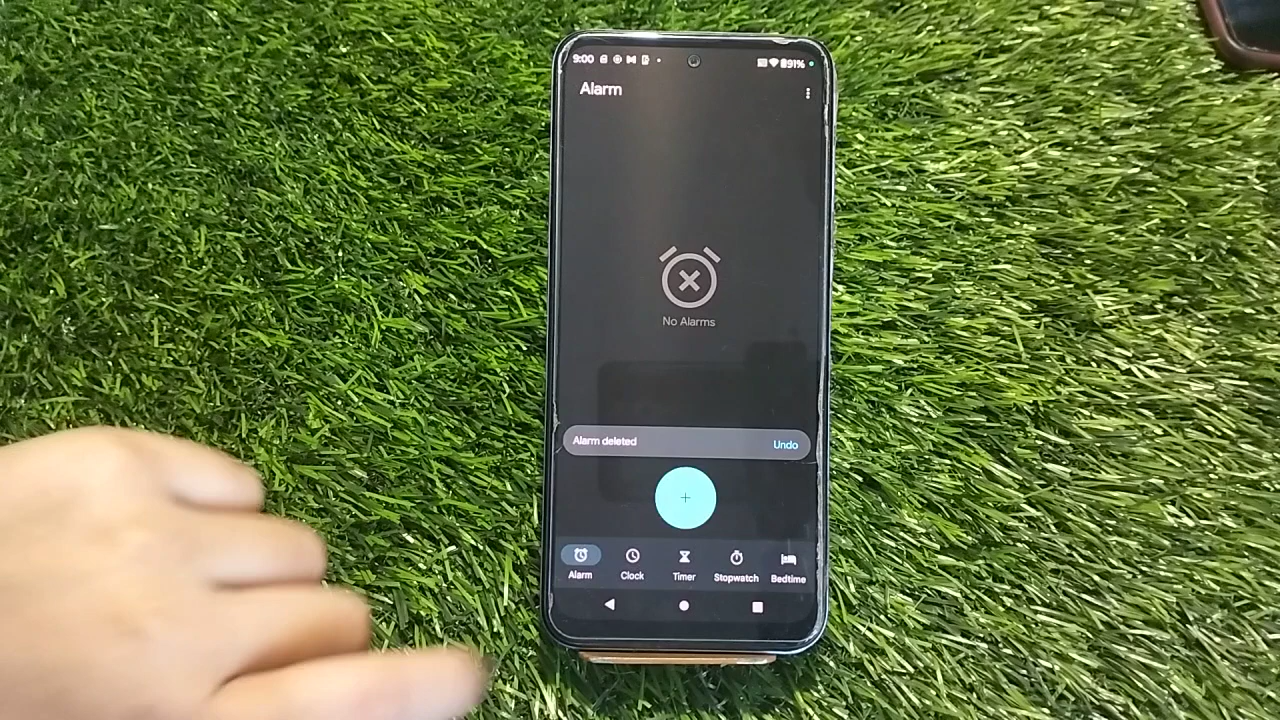 9:00 91%
Alarm
No Alarms
Alarm deleted Undo
Alarm Clock Timer Stopwatch Bedtime